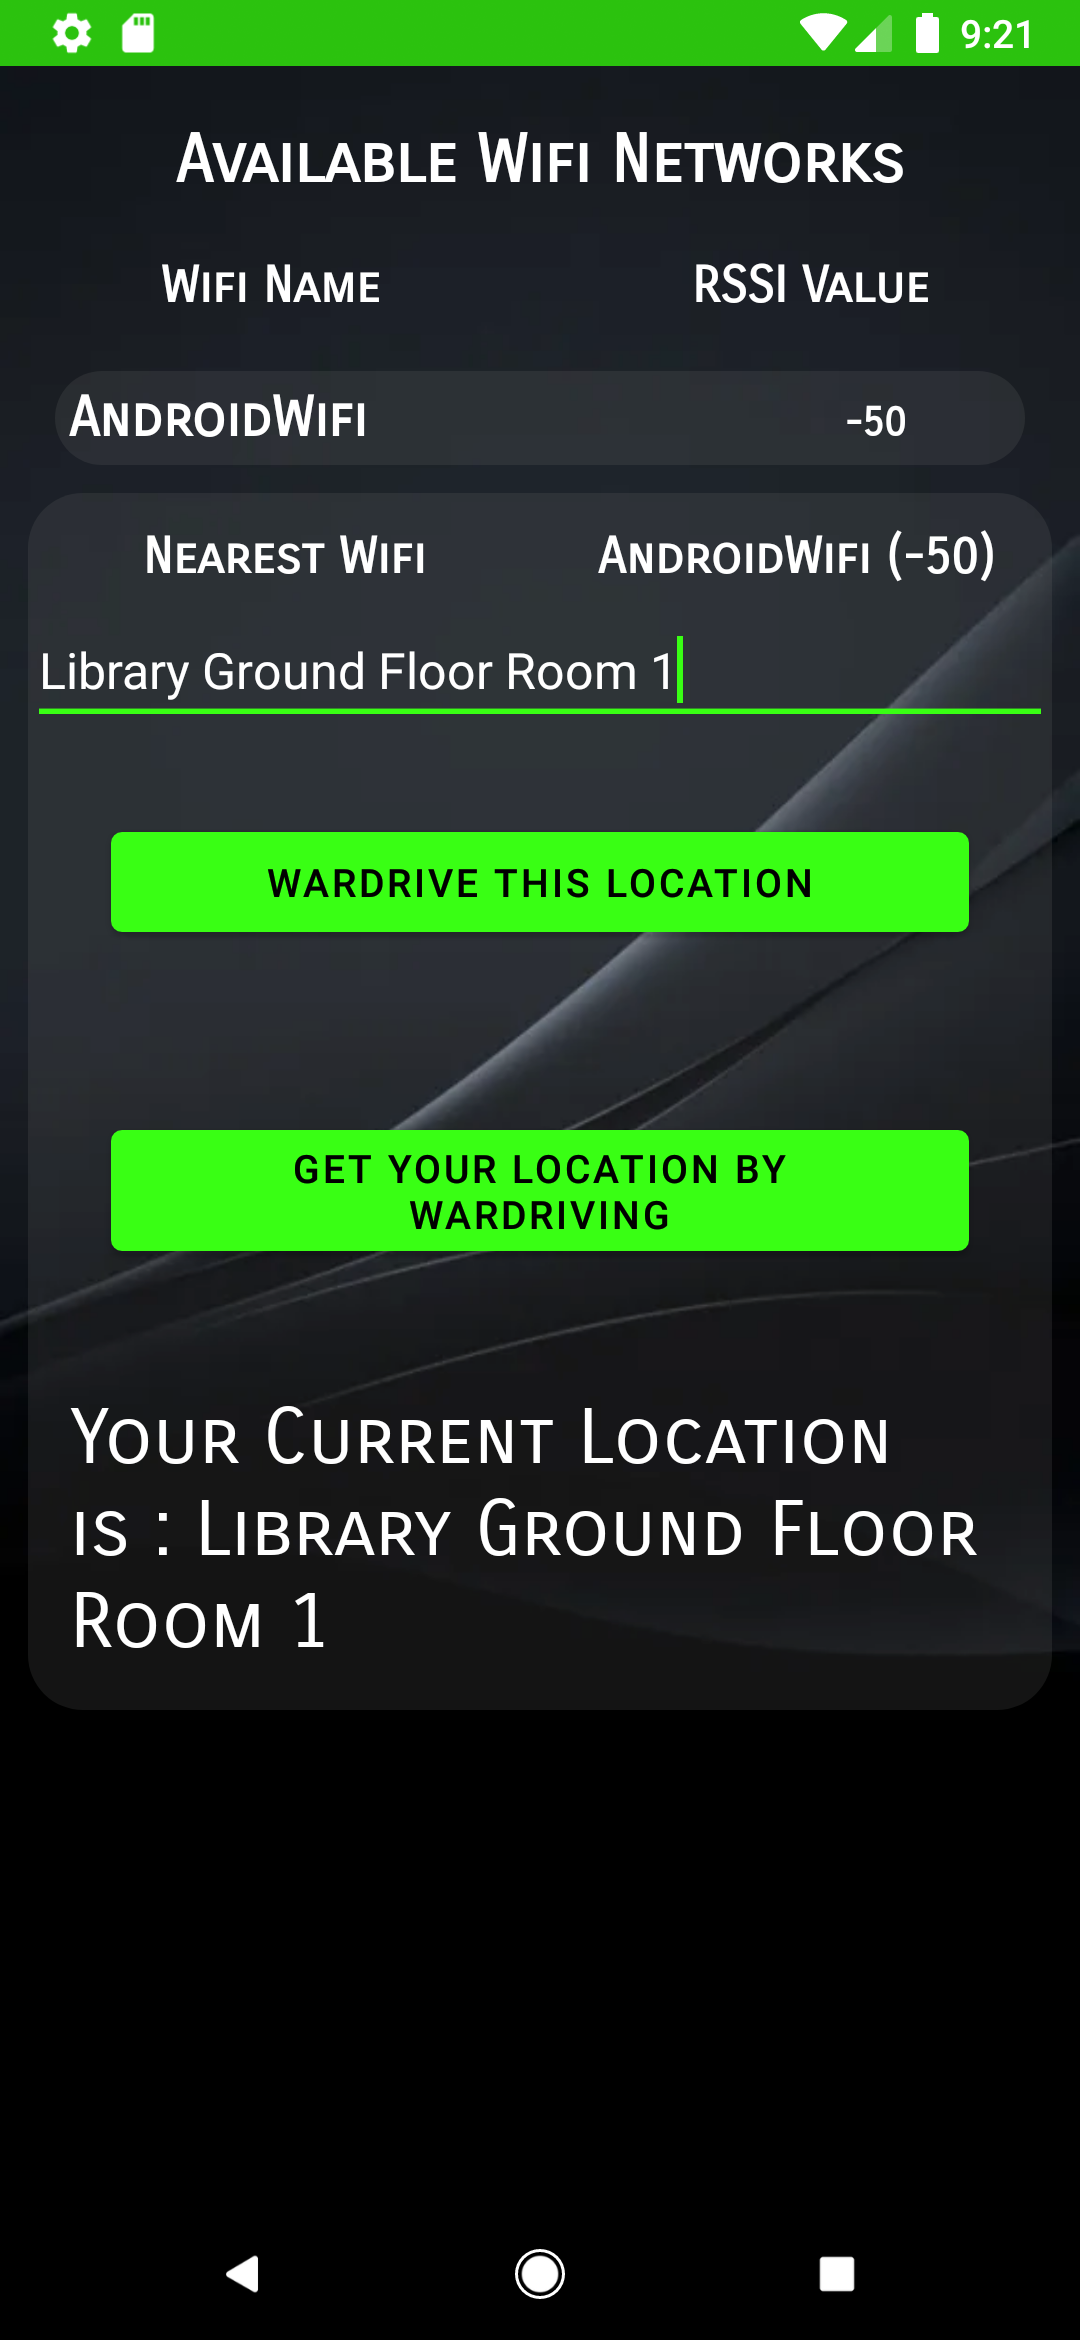 9:21
Available Wifi Networks
Wifi Name RSSI Value
AndroidWifi -50
Nearest Wifi AndroidWifi (-50)
Library Ground Floor Room 1
WARDRIVE THIS LOCATION
GET YOUR LOCATION BY
WARDRIVING
Your Current Location
is : Library Ground Floor
Room 1